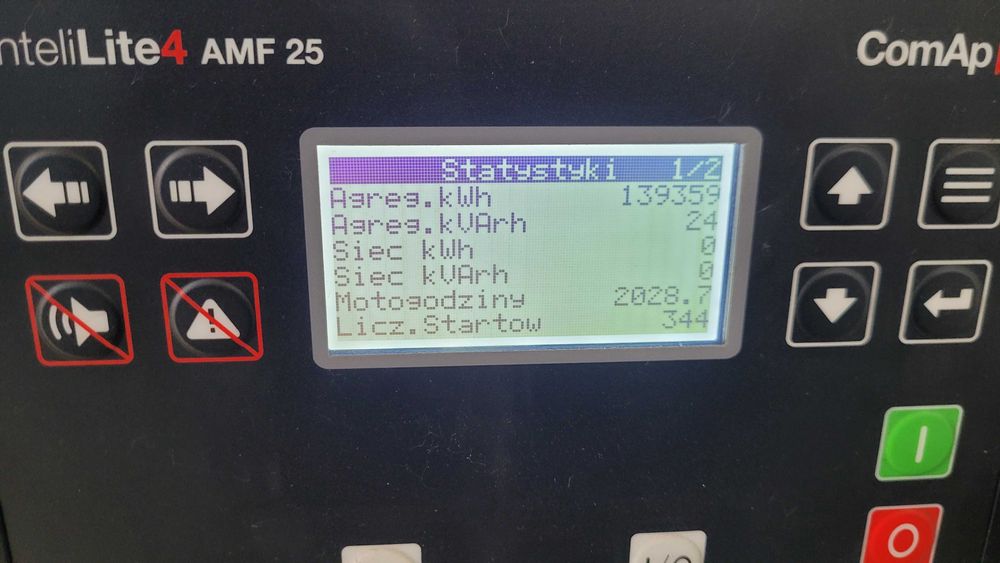 nteliLite4 AMF 25
ComAp
Statystyki 1/2
Agreg.kWh 139359
Agreg.kVArh 24
Siec kWh 0
Siec kVArh 0
Motogodziny 2028.7
Licz.Startow 344
I
O
I/O